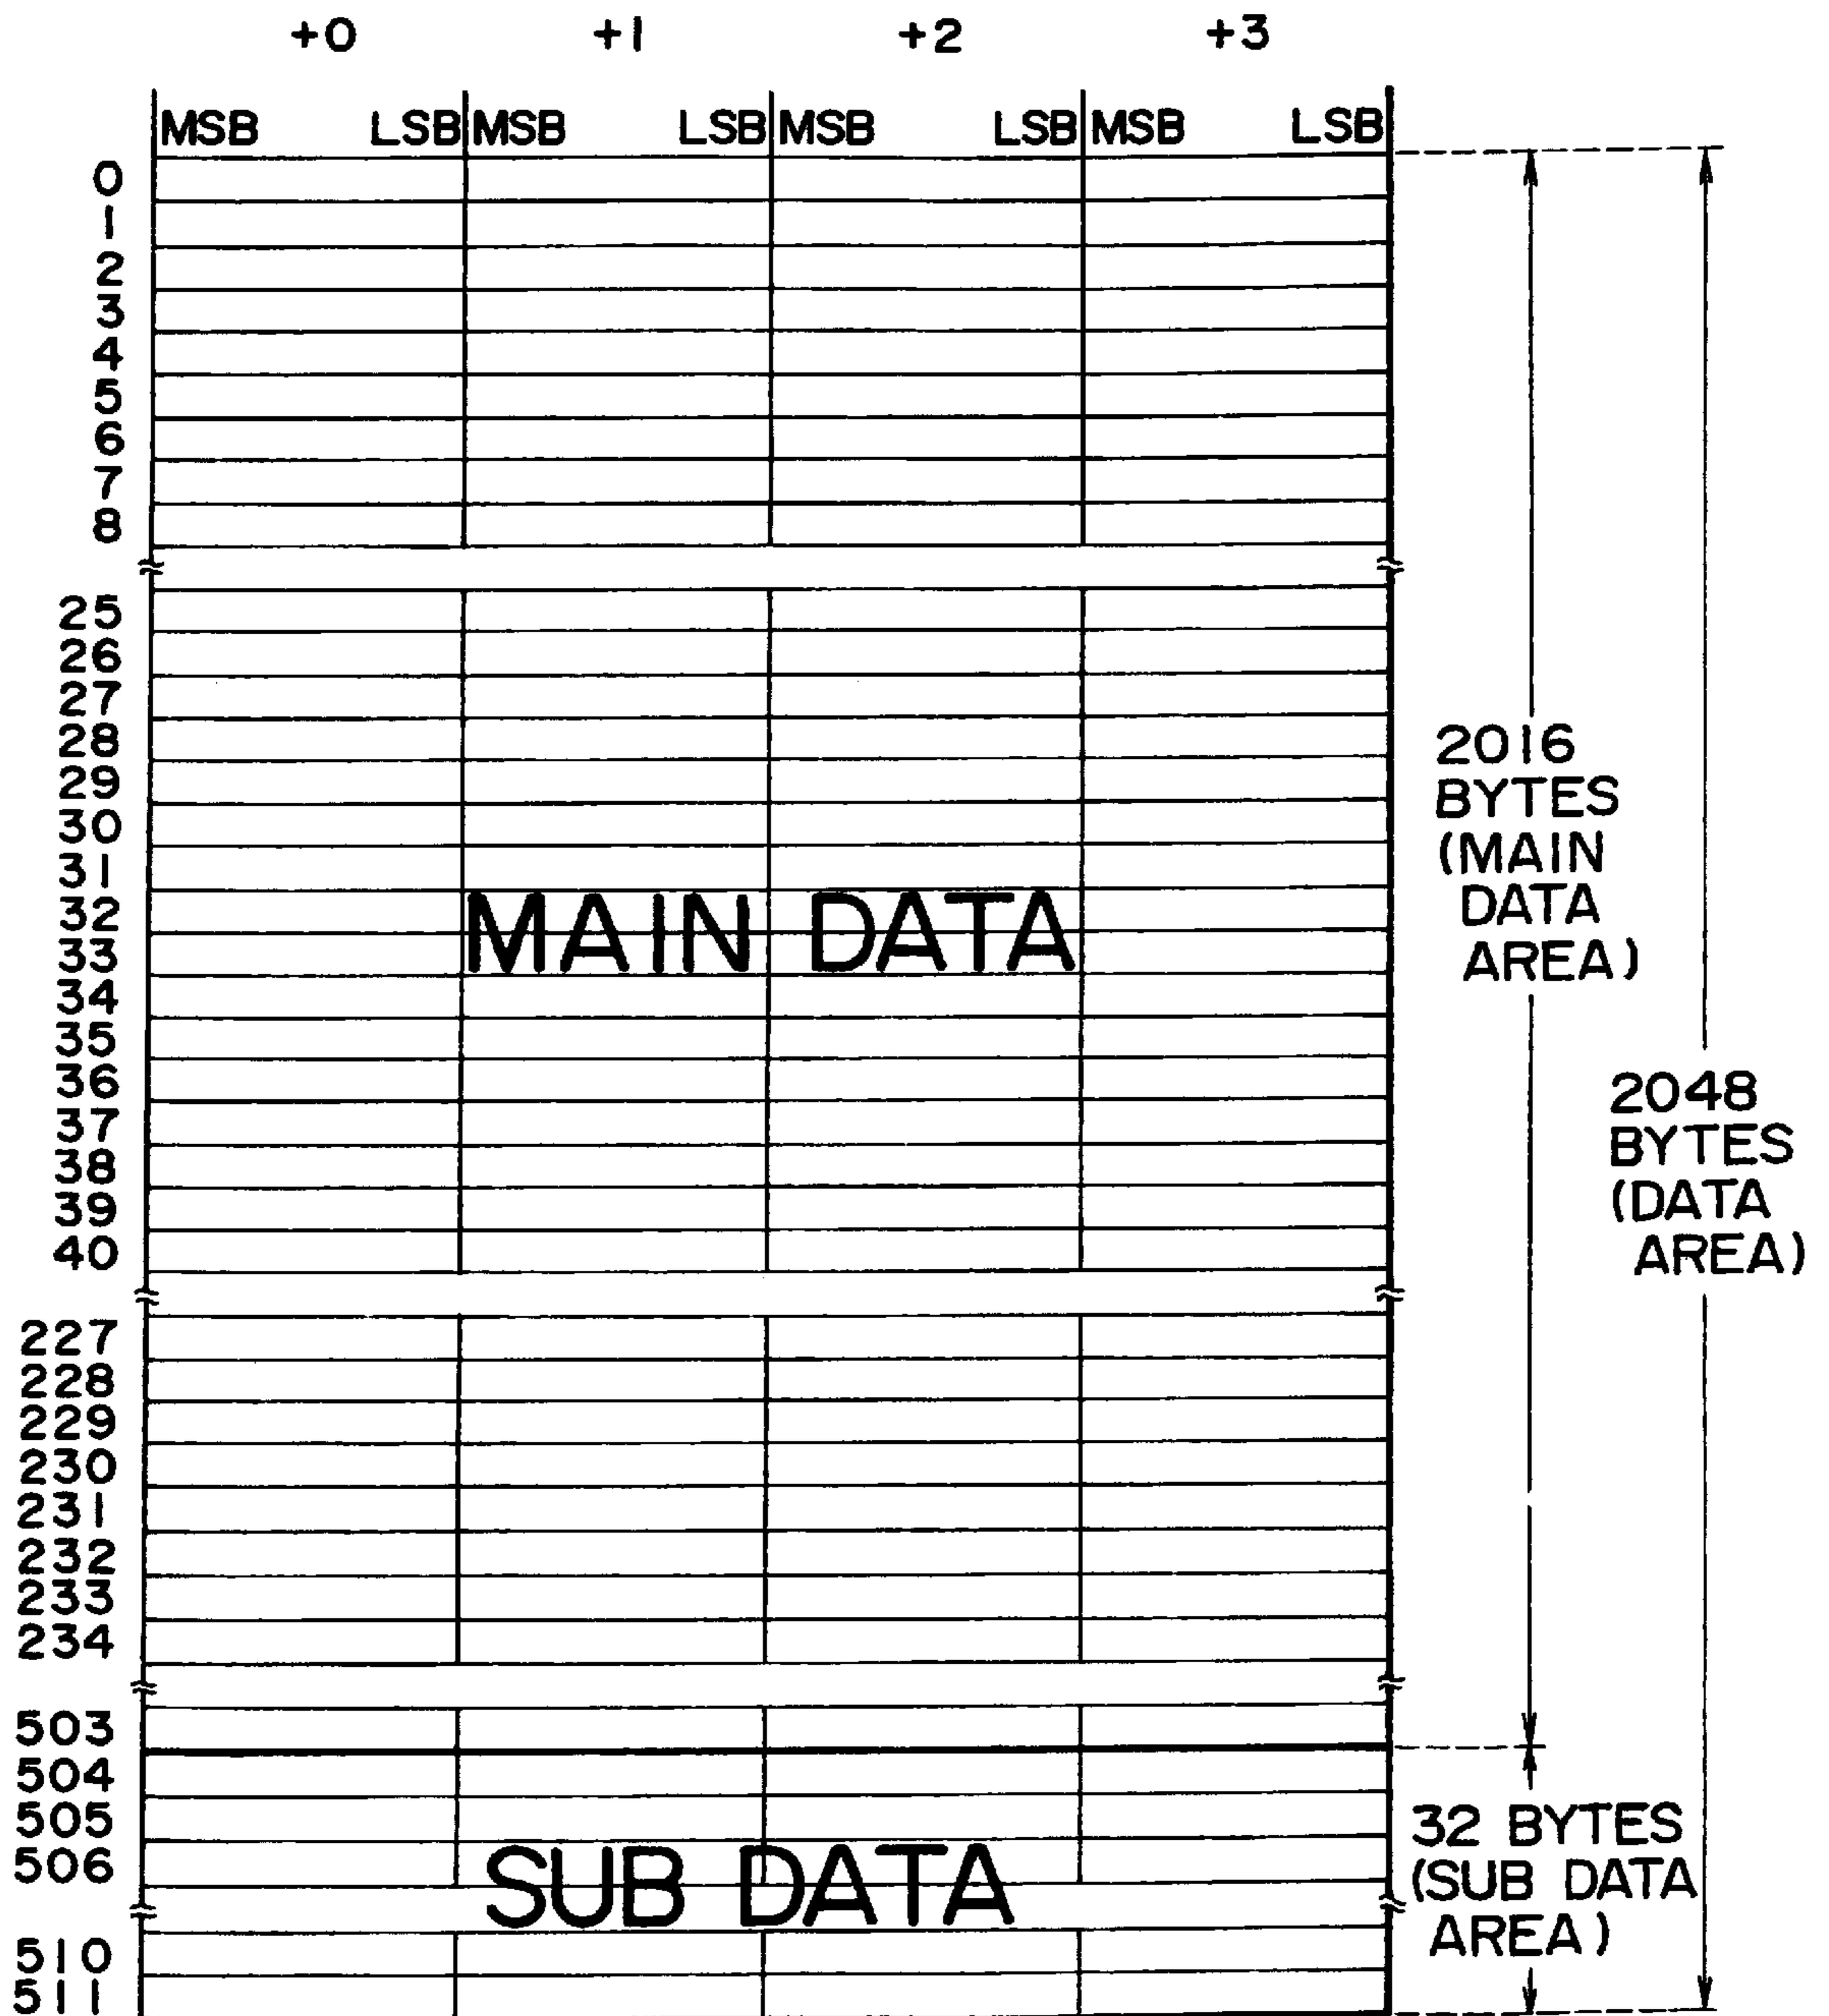 +0 +1 +2 +3
MSB LSB MSB LSB MSB LSB MSB LSB
0
1
2
3
4
5
6
7
8
25
26
27
28
29
30
31
32
33
34
35
36
37
38
39
40
227
228
229
230
231
232
233
234
503
504
505
506
510
511
MAIN DATA
SUB DATA
2016
BYTES
(MAIN
DATA
AREA)
2048
BYTES
(DATA
AREA)
32 BYTES
(SUB DATA
AREA)